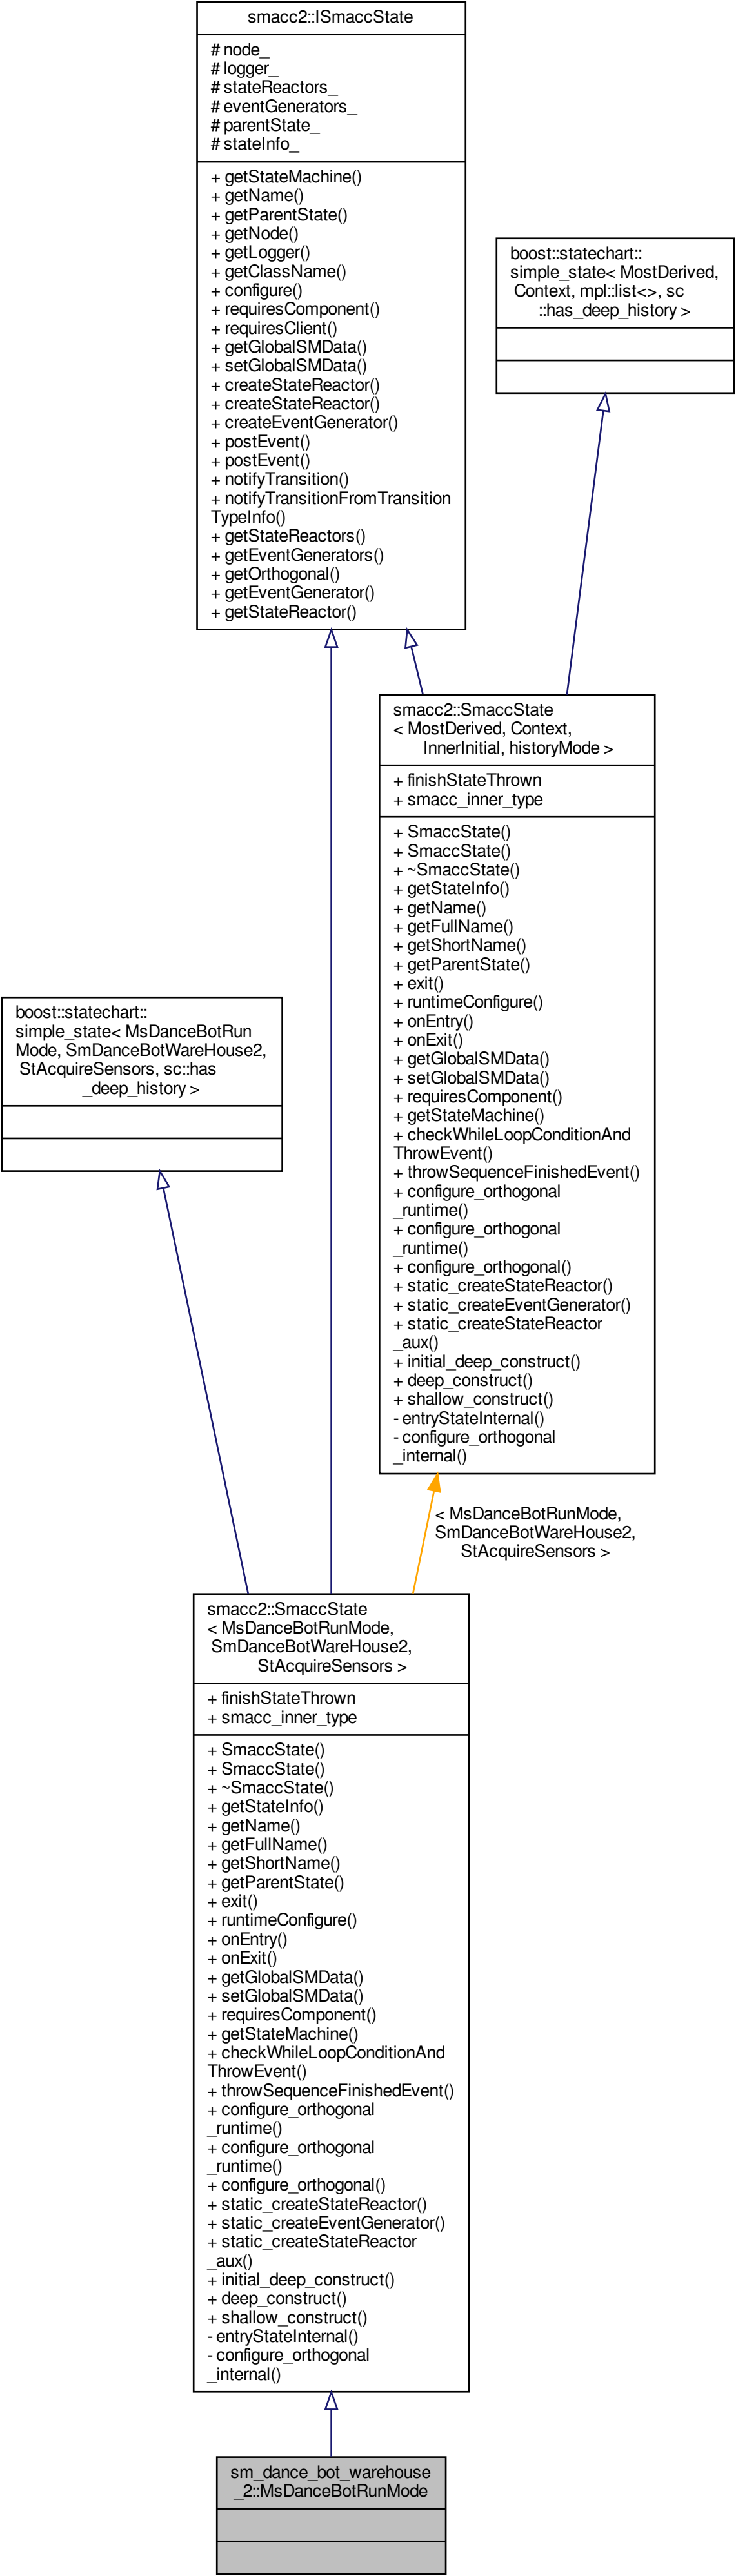 smacc2::ISmaccState
# node_
# logger_
# stateReactors_
# eventGenerators_
# parentState_
# stateInfo_
+ getStateMachine()
+ getName()
+ getParentState()
+ getNode()
+ getLogger()
+ getClassName()
+ configure()
+ requiresComponent()
+ requiresClient()
+ getGlobalSMData()
+ setGlobalSMData()
+ createStateReactor()
+ createStateReactor()
+ createEventGenerator()
+ postEvent()
+ postEvent()
+ notifyTransition()
+ notifyTransitionFromTransition
TypeInfo()
+ getStateReactors()
+ getEventGenerators()
+ getOrthogonal()
+ getEventGenerator()
+ getStateReactor()
boost::statechart::
simple_state< MostDerived,
Context, mpl::list<>, sc
::has_deep_history >
smacc2::SmaccState
< MostDerived, Context,
InnerInitial, historyMode >
+ finishStateThrown
+ smacc_inner_type
+ SmaccState()
+ SmaccState()
+ ~SmaccState()
+ getStateInfo()
+ getName()
+ getFullName()
+ getShortName()
+ getParentState()
+ exit()
+ runtimeConfigure()
+ onEntry()
+ onExit()
+ getGlobalSMData()
+ setGlobalSMData()
+ requiresComponent()
+ getStateMachine()
+ checkWhileLoopConditionAnd
ThrowEvent()
+ throwSequenceFinishedEvent()
+ configure_orthogonal
_runtime()
+ configure_orthogonal
_runtime()
+ configure_orthogonal()
+ static_createStateReactor()
+ static_createEventGenerator()
+ static_createStateReactor
_aux()
+ initial_deep_construct()
+ deep_construct()
+ shallow_construct()
- entryStateInternal()
- configure_orthogonal
_internal()
boost::statechart::
simple_state< MsDanceBotRun
Mode, SmDanceBotWareHouse2,
StAcquireSensors, sc::has
_deep_history >
< MsDanceBotRunMode,
SmDanceBotWareHouse2,
StAcquireSensors >
smacc2::SmaccState
< MsDanceBotRunMode,
SmDanceBotWareHouse2,
StAcquireSensors >
+ finishStateThrown
+ smacc_inner_type
+ SmaccState()
+ SmaccState()
+ ~SmaccState()
+ getStateInfo()
+ getName()
+ getFullName()
+ getShortName()
+ getParentState()
+ exit()
+ runtimeConfigure()
+ onEntry()
+ onExit()
+ getGlobalSMData()
+ setGlobalSMData()
+ requiresComponent()
+ getStateMachine()
+ checkWhileLoopConditionAnd
ThrowEvent()
+ throwSequenceFinishedEvent()
+ configure_orthogonal
_runtime()
+ configure_orthogonal
_runtime()
+ configure_orthogonal()
+ static_createStateReactor()
+ static_createEventGenerator()
+ static_createStateReactor
_aux()
+ initial_deep_construct()
+ deep_construct()
+ shallow_construct()
- entryStateInternal()
- configure_orthogonal
_internal()
sm_dance_bot_warehouse
_2::MsDanceBotRunMode